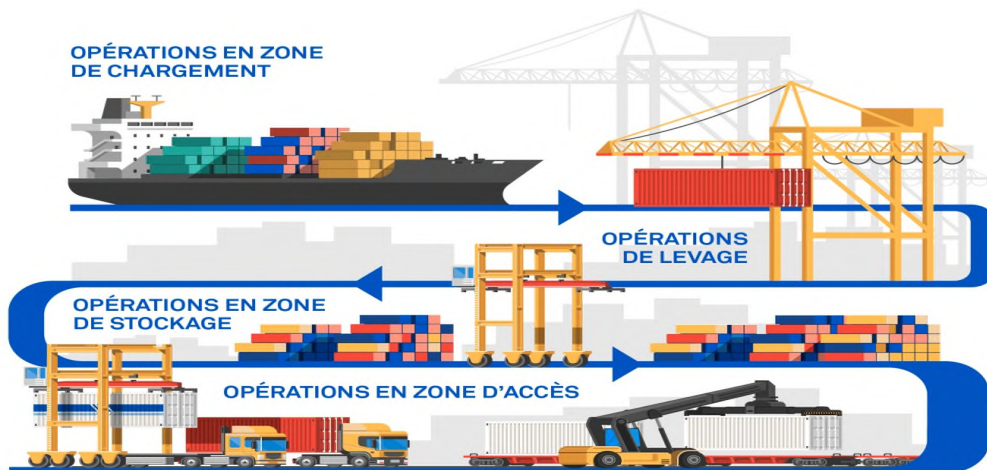 OPÉRATIONS EN ZONE
DE CHARGEMENT
OPÉRATIONS
DE LEVAGE
OPÉRATIONS EN ZONE
DE STOCKAGE
OPÉRATIONS EN ZONE D'ACCÈS